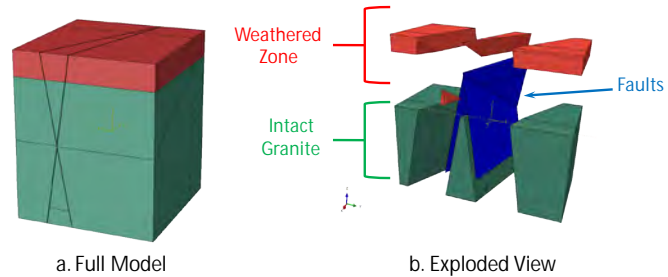 Weathered
Zone
Faults
Intact
Granite
a. Full Model
b. Exploded View